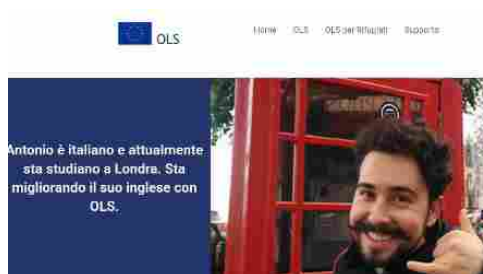 OLS
Home OLS OLS per Rifugiati Supporto
Antonio è italiano e attualmente
sta studiano a Londra. Sta
migliorando il suo inglese con
OLS.